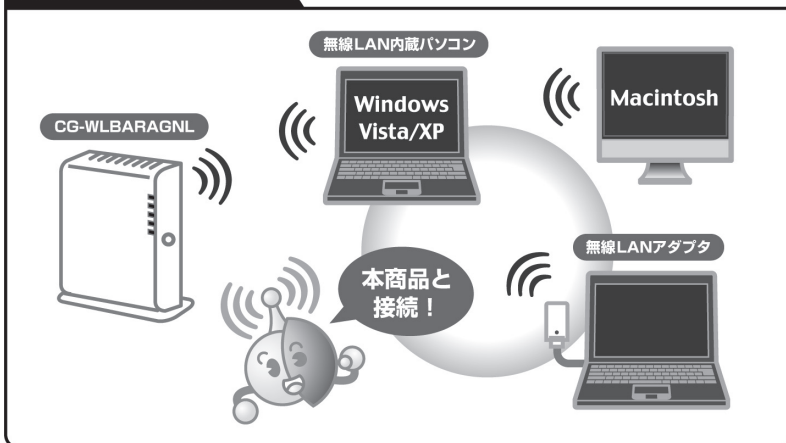 無線LAN内蔵パソコン
Windows
Vista/XP
Macintosh
CG-WLBARAGNL
無線LANアダプタ
本商品と
接続！